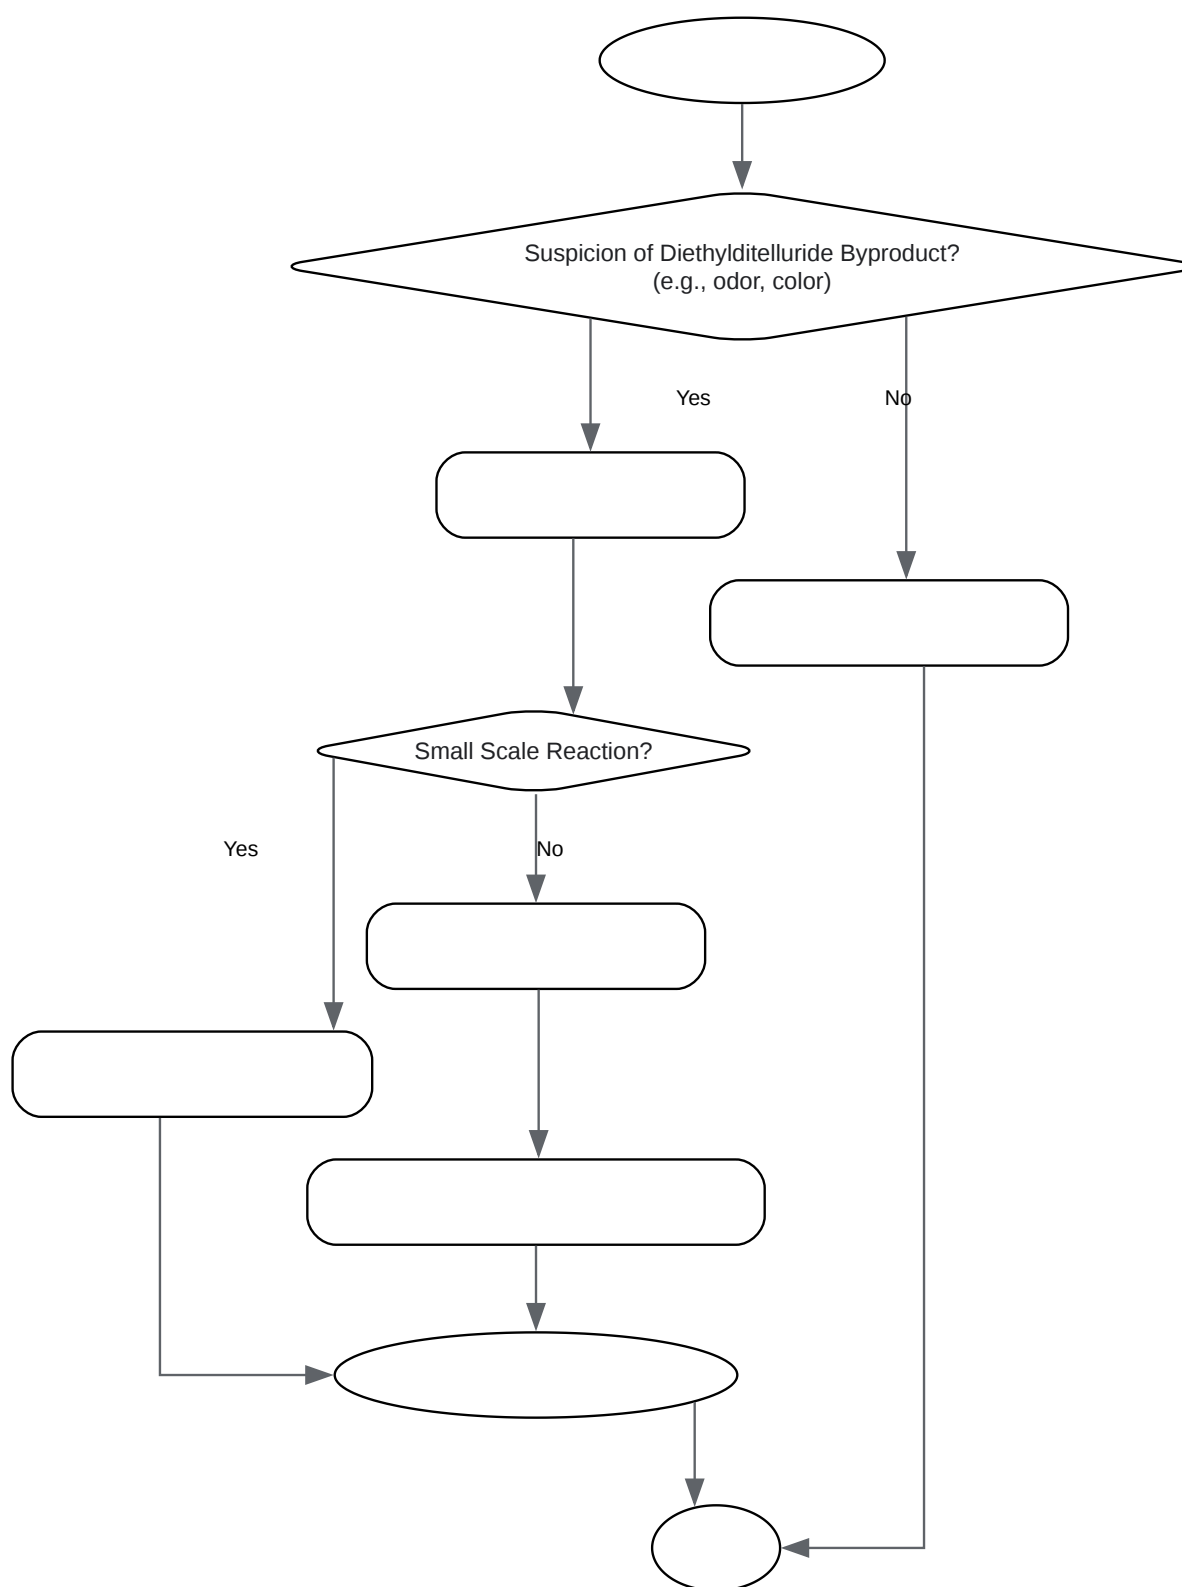 Suspicion of Diethylditelluride Byproduct?
(e.g., odor, color)
Yes
No
Small Scale Reaction?
Yes
No